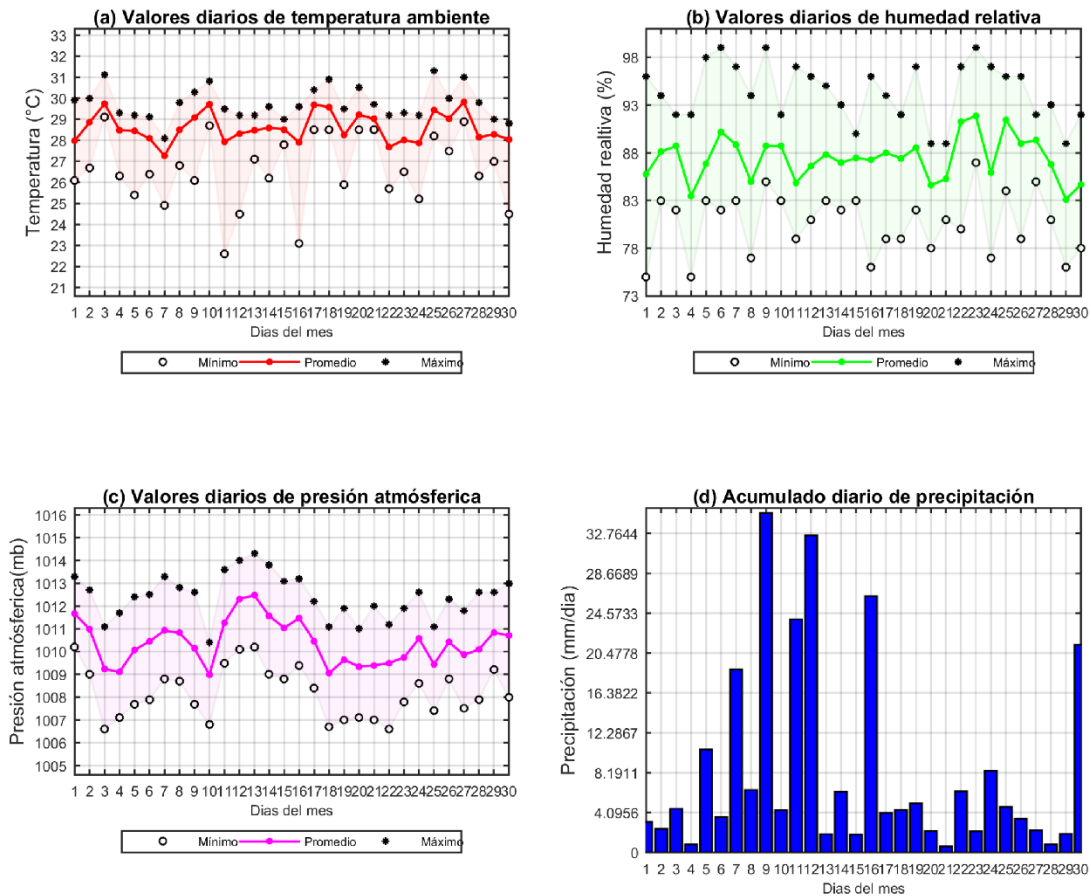 (a) Valores diarios de temperatura ambiente
33
32
31
30
29
28
27
26
25
24
23
22
21
Temperatura (°C)
1 2 3 4 5 6 7 8 9 10 11 12 13 14 15 16 17 18 19 20 21 22 23 24 25 26 27 28 29 30
Dias del mes
Mínimo Promedio Máximo
(b) Valores diarios de humedad relativa
98
93
88
83
78
73
Humedad realtiva (%)
1 2 3 4 5 6 7 8 9 10 11 12 13 14 15 16 17 18 19 20 21 22 23 24 25 26 27 28 29 30
Dias del mes
Mínimo Promedio Máximo
(c) Valores diarios de presión atmósferica
1016
1015
1014
1013
1012
1011
1010
1009
1008
1007
1006
1005
Presión atmósferica(mb)
1 2 3 4 5 6 7 8 9 10 11 12 13 14 15 16 17 18 19 20 21 22 23 24 25 26 27 28 29 30
Dias del mes
Mínimo Promedio Máximo
(d) Acumulado diario de precipitación
32.7644
28.6689
24.5733
20.4778
16.3822
12.2867
8.1911
4.0956
0
Precipitación (mm/dia)
1 2 3 4 5 6 7 8 9 10 11 12 13 14 15 16 17 18 19 20 21 22 23 24 25 26 27 28 29 30
Dias del mes